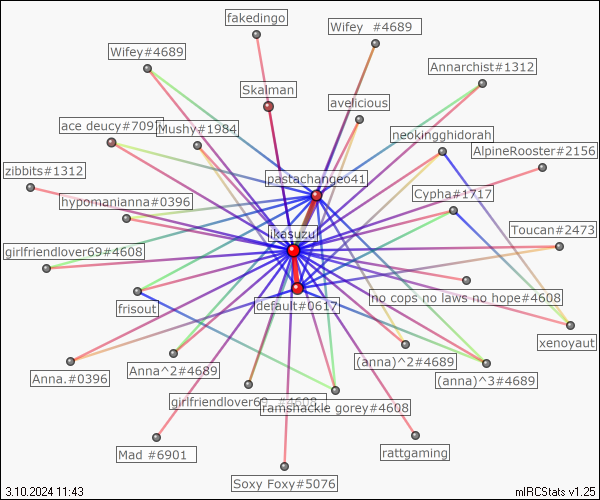 fakedingo
Wifey  #4689
Wifey#4689
Annarchist#1312
Skalman
avelicious
ace deucy#709
Mushy#1984
neokingghidorah
AlpineRooster#2156
zibbits#1312
pastachangeo41
hypomanianna#0396
Cypha#1717
ikasuzu
Toucan#2473
girlfriendlover69#4608
no cops no laws no hope#4608
frisout
default#0617
xenoyaut
Anna.#0396
Anna^2#4689
(anna)^2#4689
(anna)^3#4689
girlfriendlover69. #4608
ramshackle gorey#4608
Mad #6901
rattgaming
Soxy Foxy#5076
3.10.2024 11:43
mIRCStats v1.25